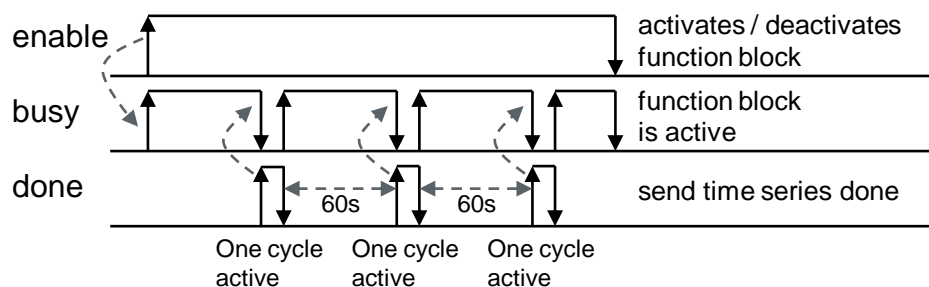 enable
activates / deactivates
function block
busy
function block
is active
done
60s
60s
send time series done
One cycle
active
One cycle
active
One cycle
active